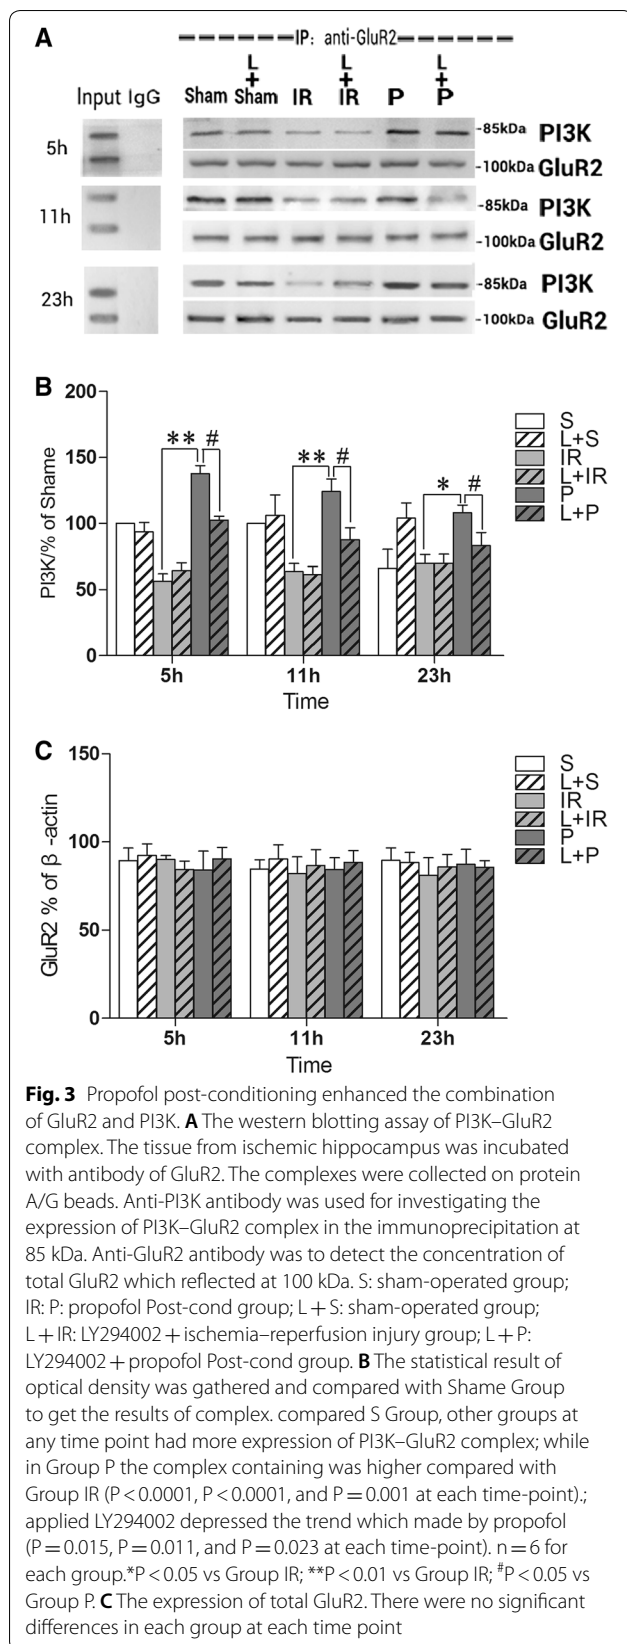 A
IP: anti-GluR2
L L L
+ + +
Input IgG Sham Sham IR IR P P
5h -85kDa PI3K
-100kDa GluR2
11h -85kDa PI3K
-100kDa GluR2
23h -85kDa PI3K
-100kDa GluR2
B
PI3K/% of Shame
200
150
100
50
0
** #
** #
* #
5h 11h 23h
Time
S
L+S
IR
L+IR
P
L+P
C
GluR2 % of β -actin
150
100
50
0
5h 11h 23h
Time
S
L+S
IR
L+IR
P
L+P
Fig. 3 Propofol post-conditioning enhanced the combination
of GluR2 and PI3K. A The western blotting assay of PI3K–GluR2
complex. The tissue from ischemic hippocampus was incubated
with antibody of GluR2. The complexes were collected on protein
A/G beads. Anti-PI3K antibody was used for investigating the
expression of PI3K–GluR2 complex in the immunoprecipitation at
85 kDa. Anti-GluR2 antibody was to detect the concentration of
total GluR2 which reflected at 100 kDa. S: sham-operated group;
IR: P: propofol Post-cond group; L + S: sham-operated group;
L + IR: LY294002 + ischemia–reperfusion injury group; L + P:
LY294002 + propofol Post-cond group. B The statistical result of
optical density was gathered and compared with Shame Group
to get the results of complex. compared S Group, other groups at
any time point had more expression of PI3K–GluR2 complex; while
in Group P the complex containing was higher compared with
Group IR (P < 0.0001, P < 0.0001, and P = 0.001 at each time-point).;
applied LY294002 depressed the trend which made by propofol
(P = 0.015, P = 0.011, and P = 0.023 at each time-point). n = 6 for
each group.*P < 0.05 vs Group IR; **P < 0.01 vs Group IR; #P < 0.05 vs
Group P. C The expression of total GluR2. There were no significant
differences in each group at each time point